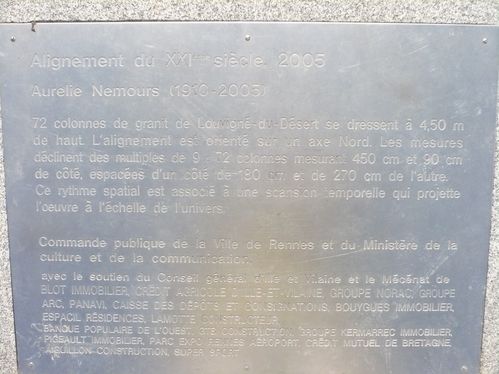 Alignement du XXIème siècle. 2005
Aurelie Nemours (1910-2005)
72 colonnes de granit de Louvigné-du-Désert se dressent à 4,50 m
de haut. L'alignement est orienté sur un axe Nord. Les mesures
déclinent des multiples de 9 : 72 colonnes mesurant 450 cm et 90 cm
de côté, espacées d'un côté de 180 cm et de 270 cm de l'autre.
Ce rythme spatial est associé à une scansion temporelle qui projette
l'œuvre à l'échelle de l'univers.
Commande publique de la Ville de Rennes et du Ministère de la
culture et de la communication.
avec le soutien du Conseil général d'Ille et Vilaine et le Mécénat de
BLOT IMMOBILIER, CRÉDIT AGRICOLE D'ILLE-ET-VILAINE, GROUPE NORAC, GROUPE
ARC, PANAVI, CAISSE DES DÉPÔTS ET CONSIGNATIONS, BOUYGUES IMMOBILIER,
ESPACIL RÉSIDENCES, LAMOTTE CONSTRUCTEUR,
BANQUE POPULAIRE DE L'OUEST, CONSTRUCTION, GROUPE KERMARREC IMMOBILIER,
PIGEAULT IMMOBILIER, PARC EXPO RENNES AÉROPORT, CRÉDIT MUTUEL DE BRETAGNE,
AIGUILLON CONSTRUCTION, SUPER SPORT